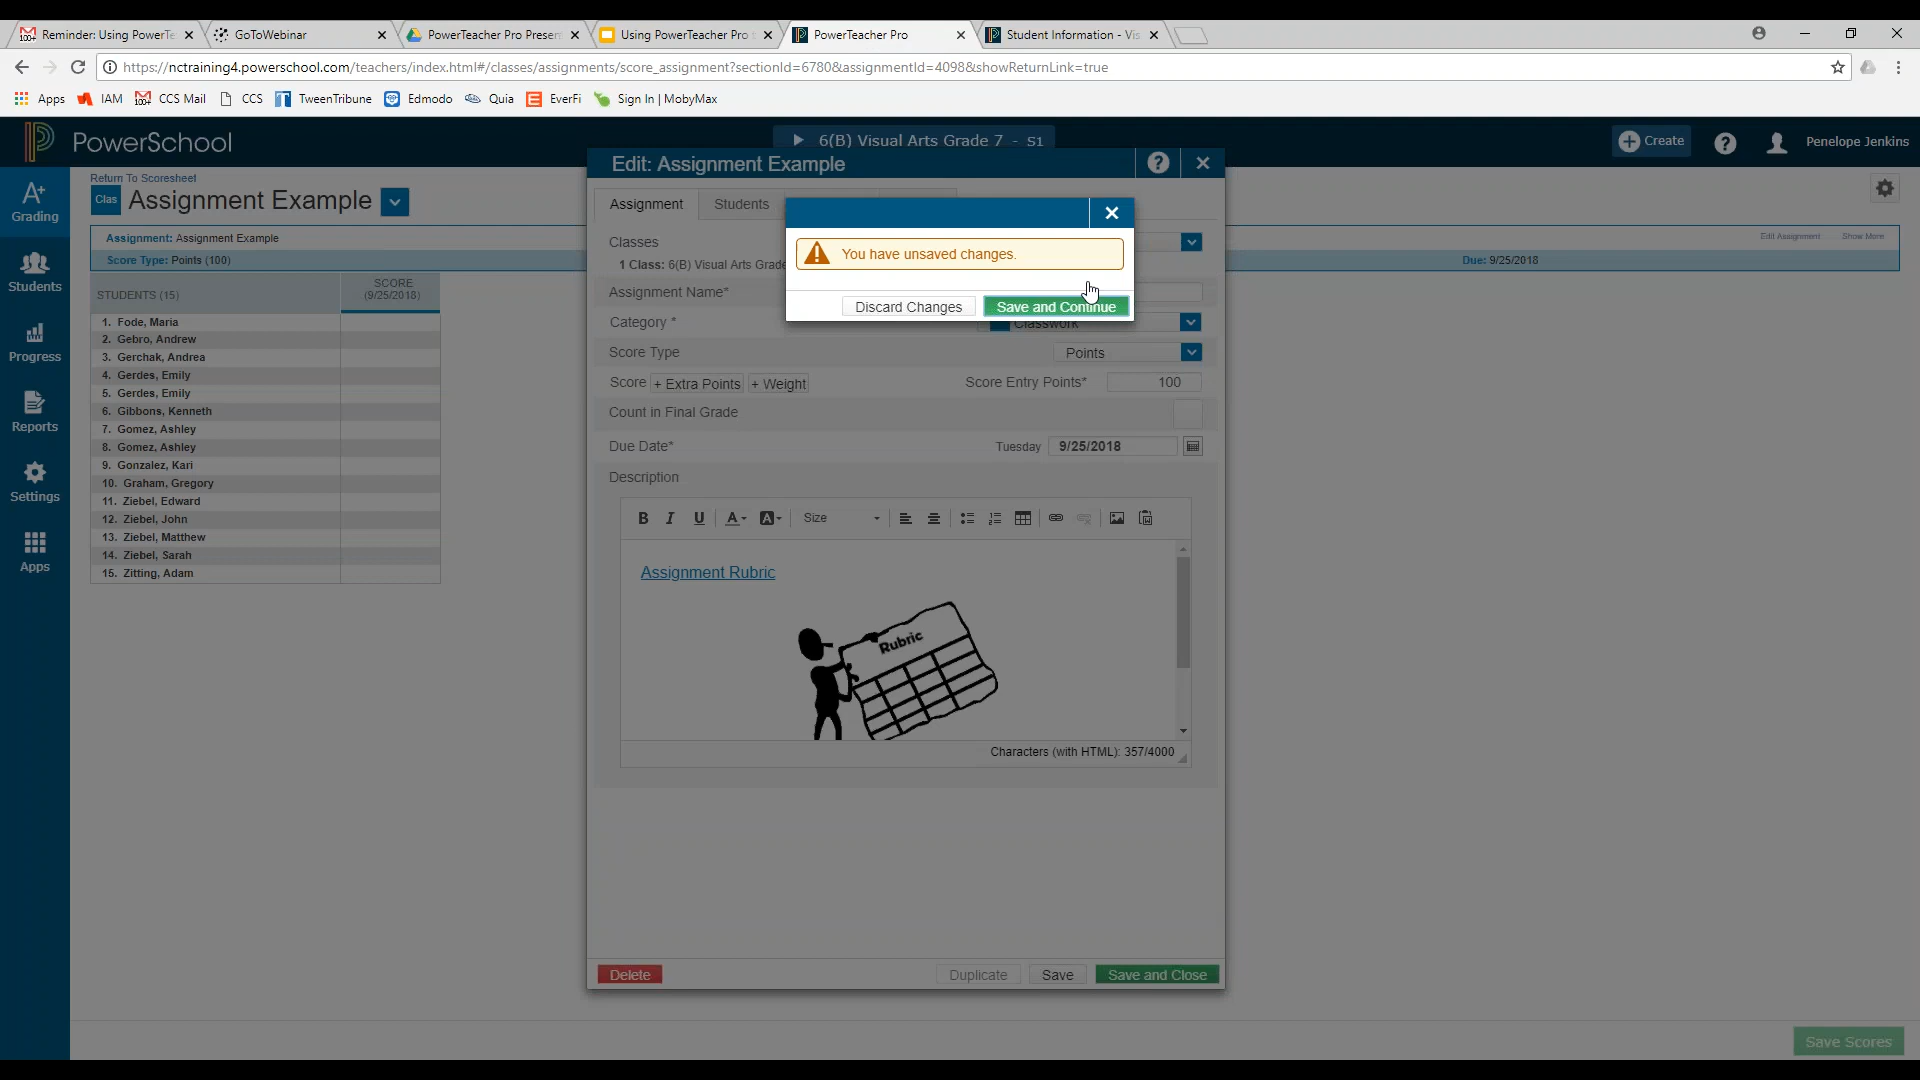 Reminder: Using PowerTe
GoToWebinar
PowerTeacher Pro Presen
Using PowerTeacher Pro
PowerTeacher Pro
Student Information - Vis
https://nctraining4.powerschool.com/teachers/index.html#/classes/assignments/score_assignment?sectionId=6780&assignmentId=4098&showReturnLink=true
Apps IAM CCS Mail CCS TweenTribune Edmodo Quia EverFi Sign In | MobyMax
PowerSchool
6(B) Visual Arts Grade 7 - S1
Create
Penelope Jenkins
Grading
Students
Progress
Reports
Settings
Apps
Return To Scoresheet
Clas Assignment Example
Assignment: Assignment Example
Edit Assignment Show More
Score Type: Points (100)
Due: 9/25/2018
STUDENTS (15)
SCORE
(9/25/2018)
1. Fode, Maria
2. Gebro, Andrew
3. Gerchak, Andrea
4. Gerdes, Emily
5. Gerdes, Emily
6. Gibbons, Kenneth
7. Gomez, Ashley
8. Gomez, Ashley
9. Gonzalez, Kari
10. Graham, Gregory
11. Ziebel, Edward
12. Ziebel, John
13. Ziebel, Matthew
14. Ziebel, Sarah
15. Zitting, Adam
Edit: Assignment Example
Assignment Students
You have unsaved changes.
Discard Changes Save and Continue
Classes
1 Class: 6(B) Visual Arts Grade
Assignment Name*
Category * Classwork
Score Type Points
Score + Extra Points + Weight Score Entry Points* 100
Count in Final Grade
Due Date* Tuesday 9/25/2018
Description
B I U A A Size
Assignment Rubric
Rubric
Characters (with HTML): 357/4000
Delete Duplicate Save Save and Close
Save Scores